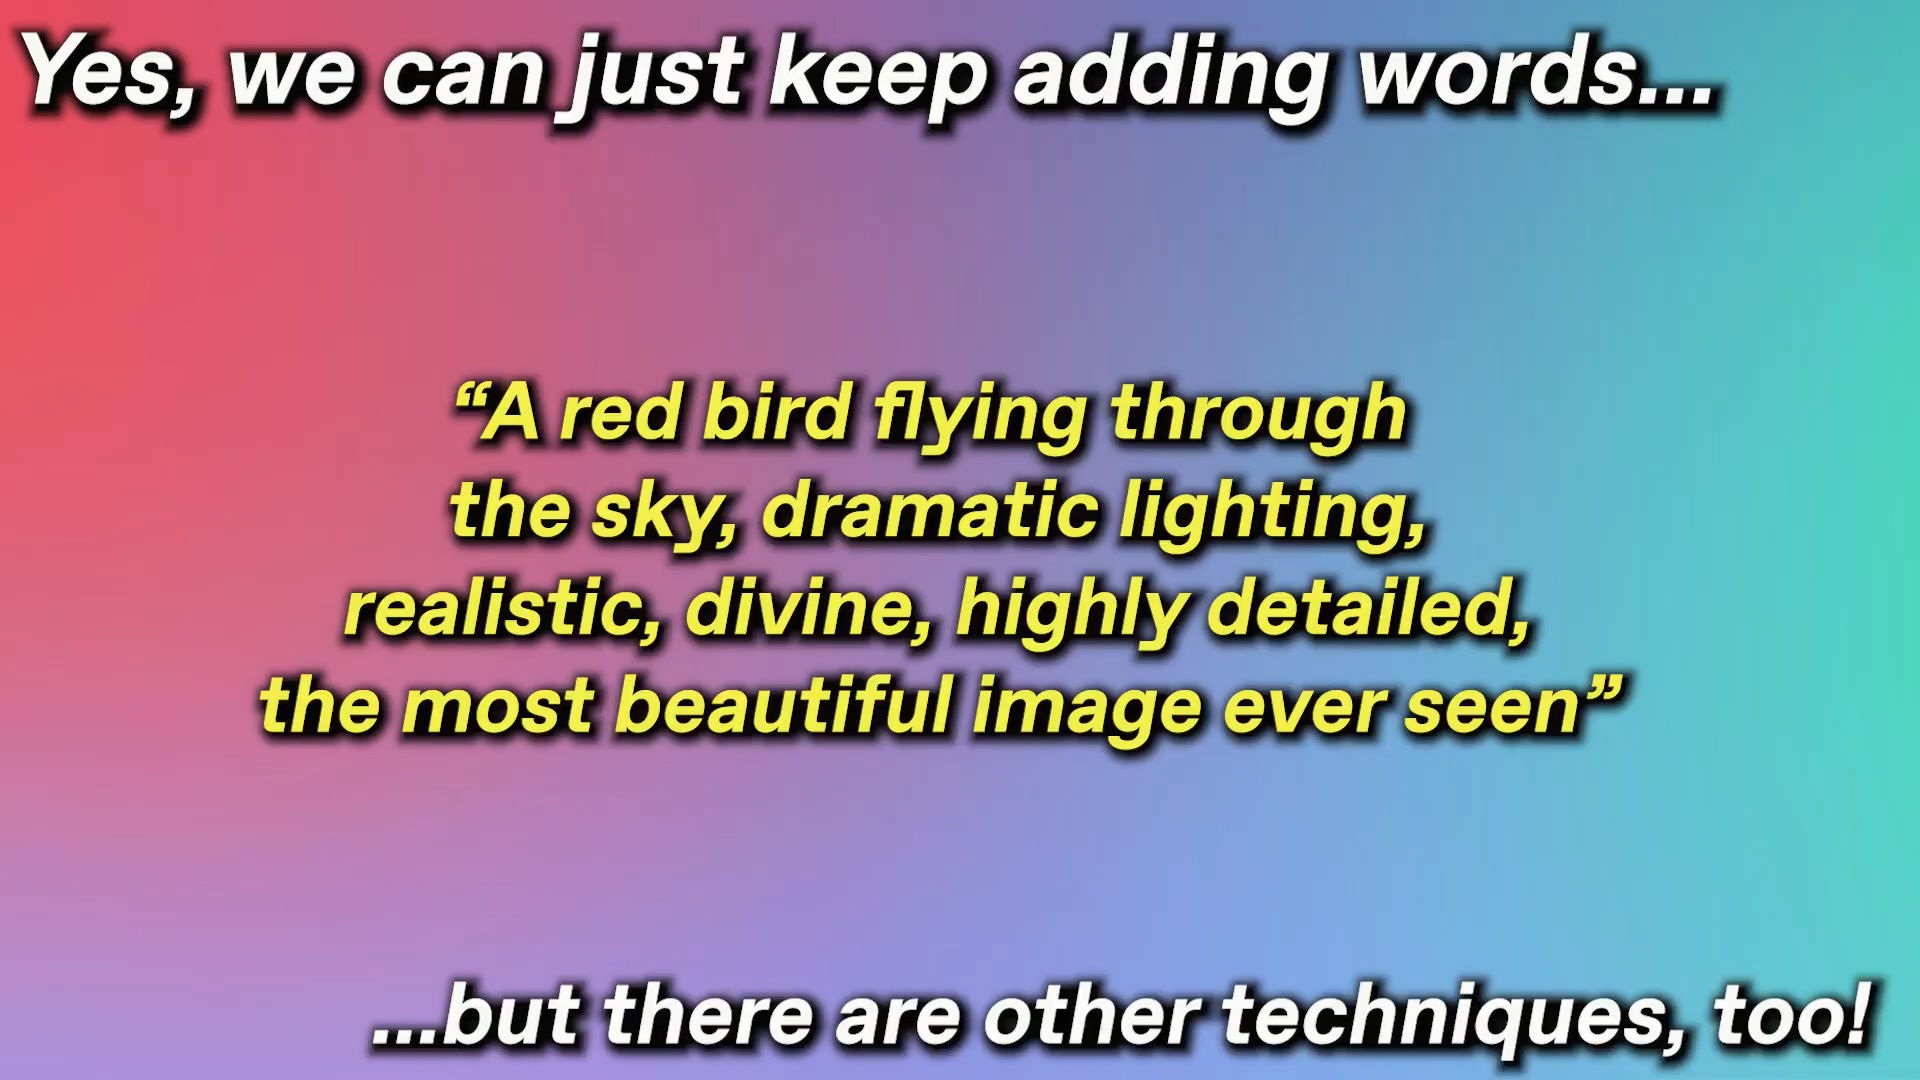 Yes, we can just keep adding words...
“A red bird flying through
the sky, dramatic lighting,
realistic, divine, highly detailed,
the most beautiful image ever seen”
...but there are other techniques, too!